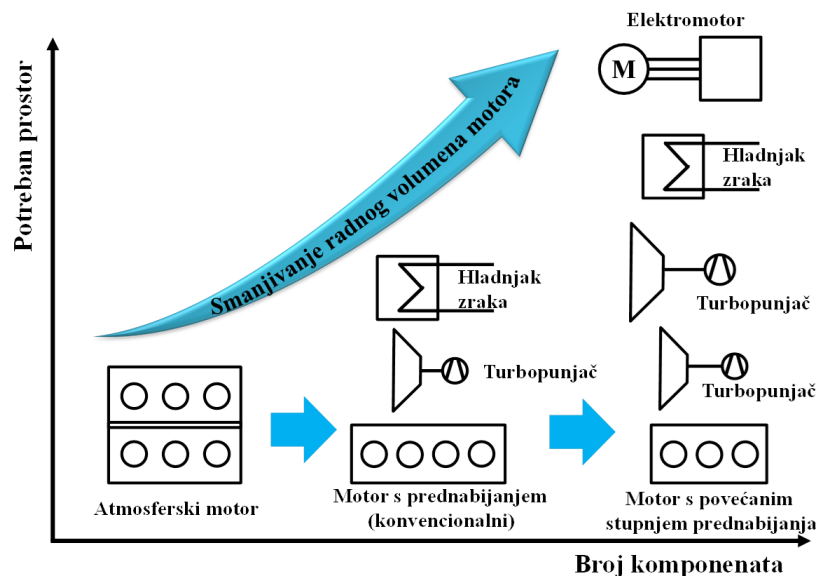 Elektromotor
M
Potreban prostor
Smanjivanje radnog volumena motora
Hladnjak
zraka
Hladnjak
zraka
Turbopunjač
Turbopunjač
Turbopunjač
Atmosferski motor
Motor s prednabijanjem
(konvencionalni)
Motor s povećanim
stupnjem prednabijanja
Broj komponenata